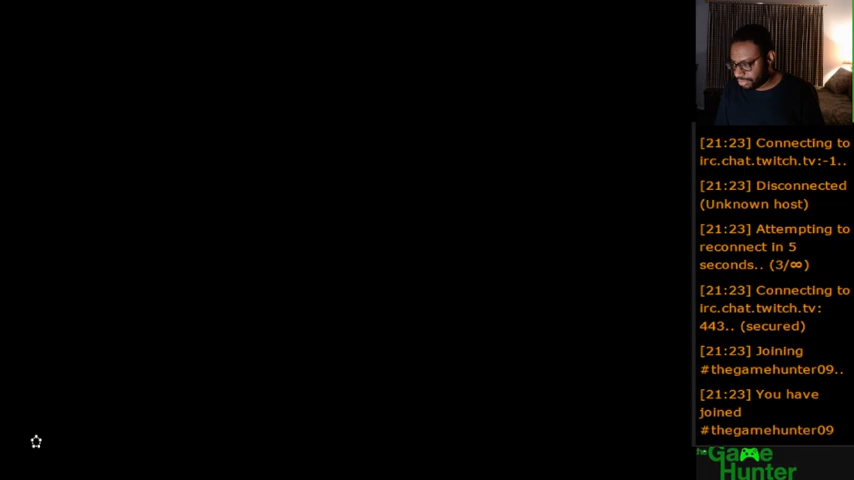 [21:23] Connecting to
irc.chat.twitch.tv:-1..
[21:23] Disconnected
(Unknown host)
[21:23] Attempting to
reconnect in 5
seconds.. (3/∞)
[21:23] Connecting to
irc.chat.twitch.tv:
443.. (secured)
[21:23] Joining
#thegamehunter09..
[21:23] You have
joined
#thegamehunter09
the Game
Hunter